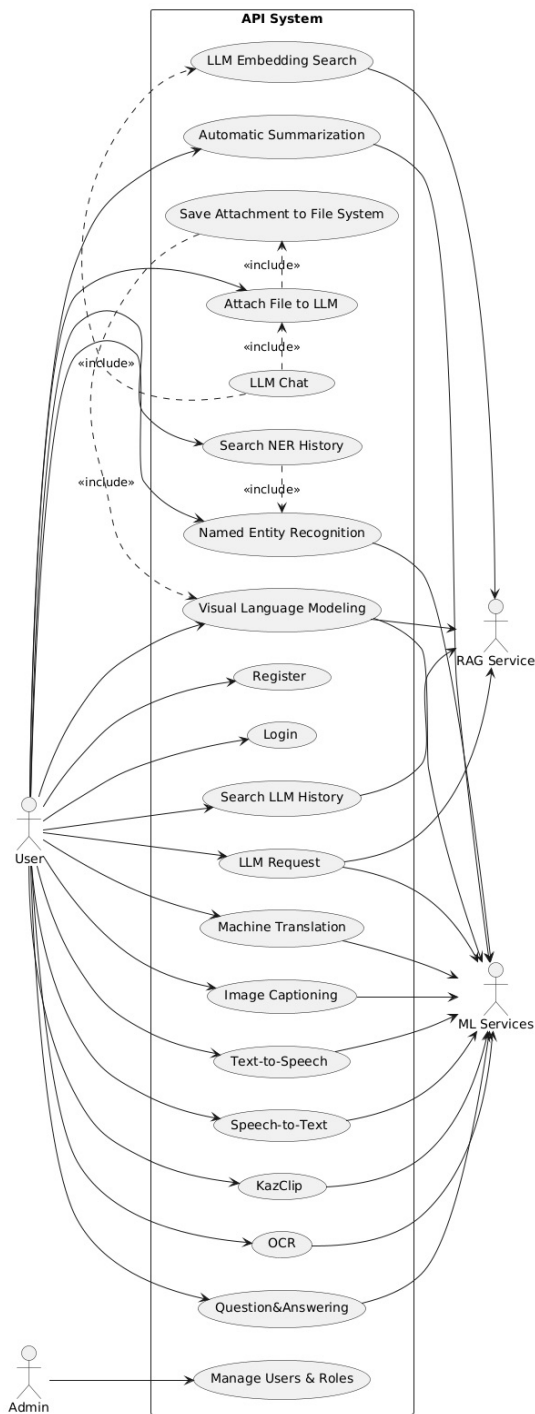 API System
LLM Embedding Search
Automatic Summarization
Save Attachment to File System
«include»
Attach File to LLM
«include»
«include»
LLM Chat
Search NER History
«include»
«include»
Named Entity Recognition
Visual Language Modeling
RAG Service
Register
Login
Search LLM History
User
LLM Request
Machine Translation
Image Captioning
ML Services
Text-to-Speech
Speech-to-Text
KazClip
OCR
Question&Answering
Manage Users & Roles
Admin